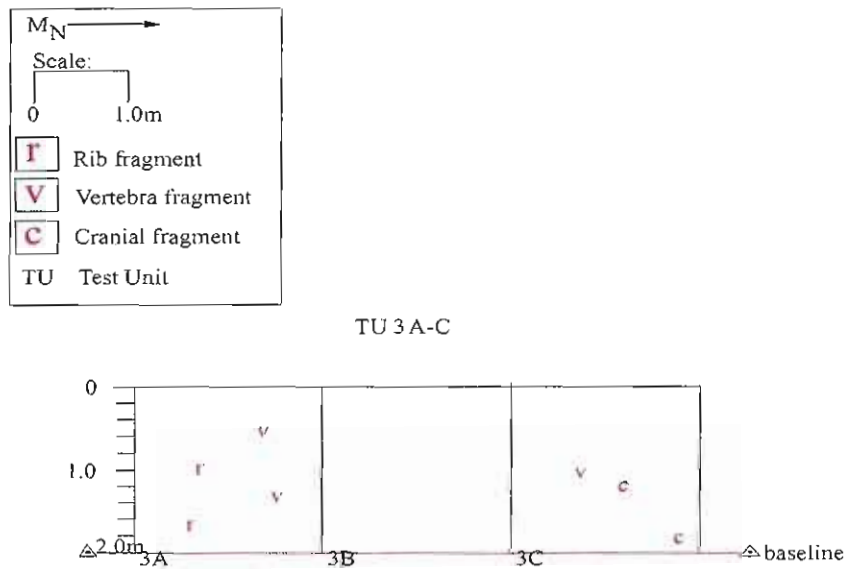 MN
Scale:
0 1.0m
r Rib fragment
v Vertebra fragment
c Cranial fragment
TU Test Unit
TU 3 A-C
0
v
r v c
1.0
v
r c
2.0m 3A 3B 3C baseline